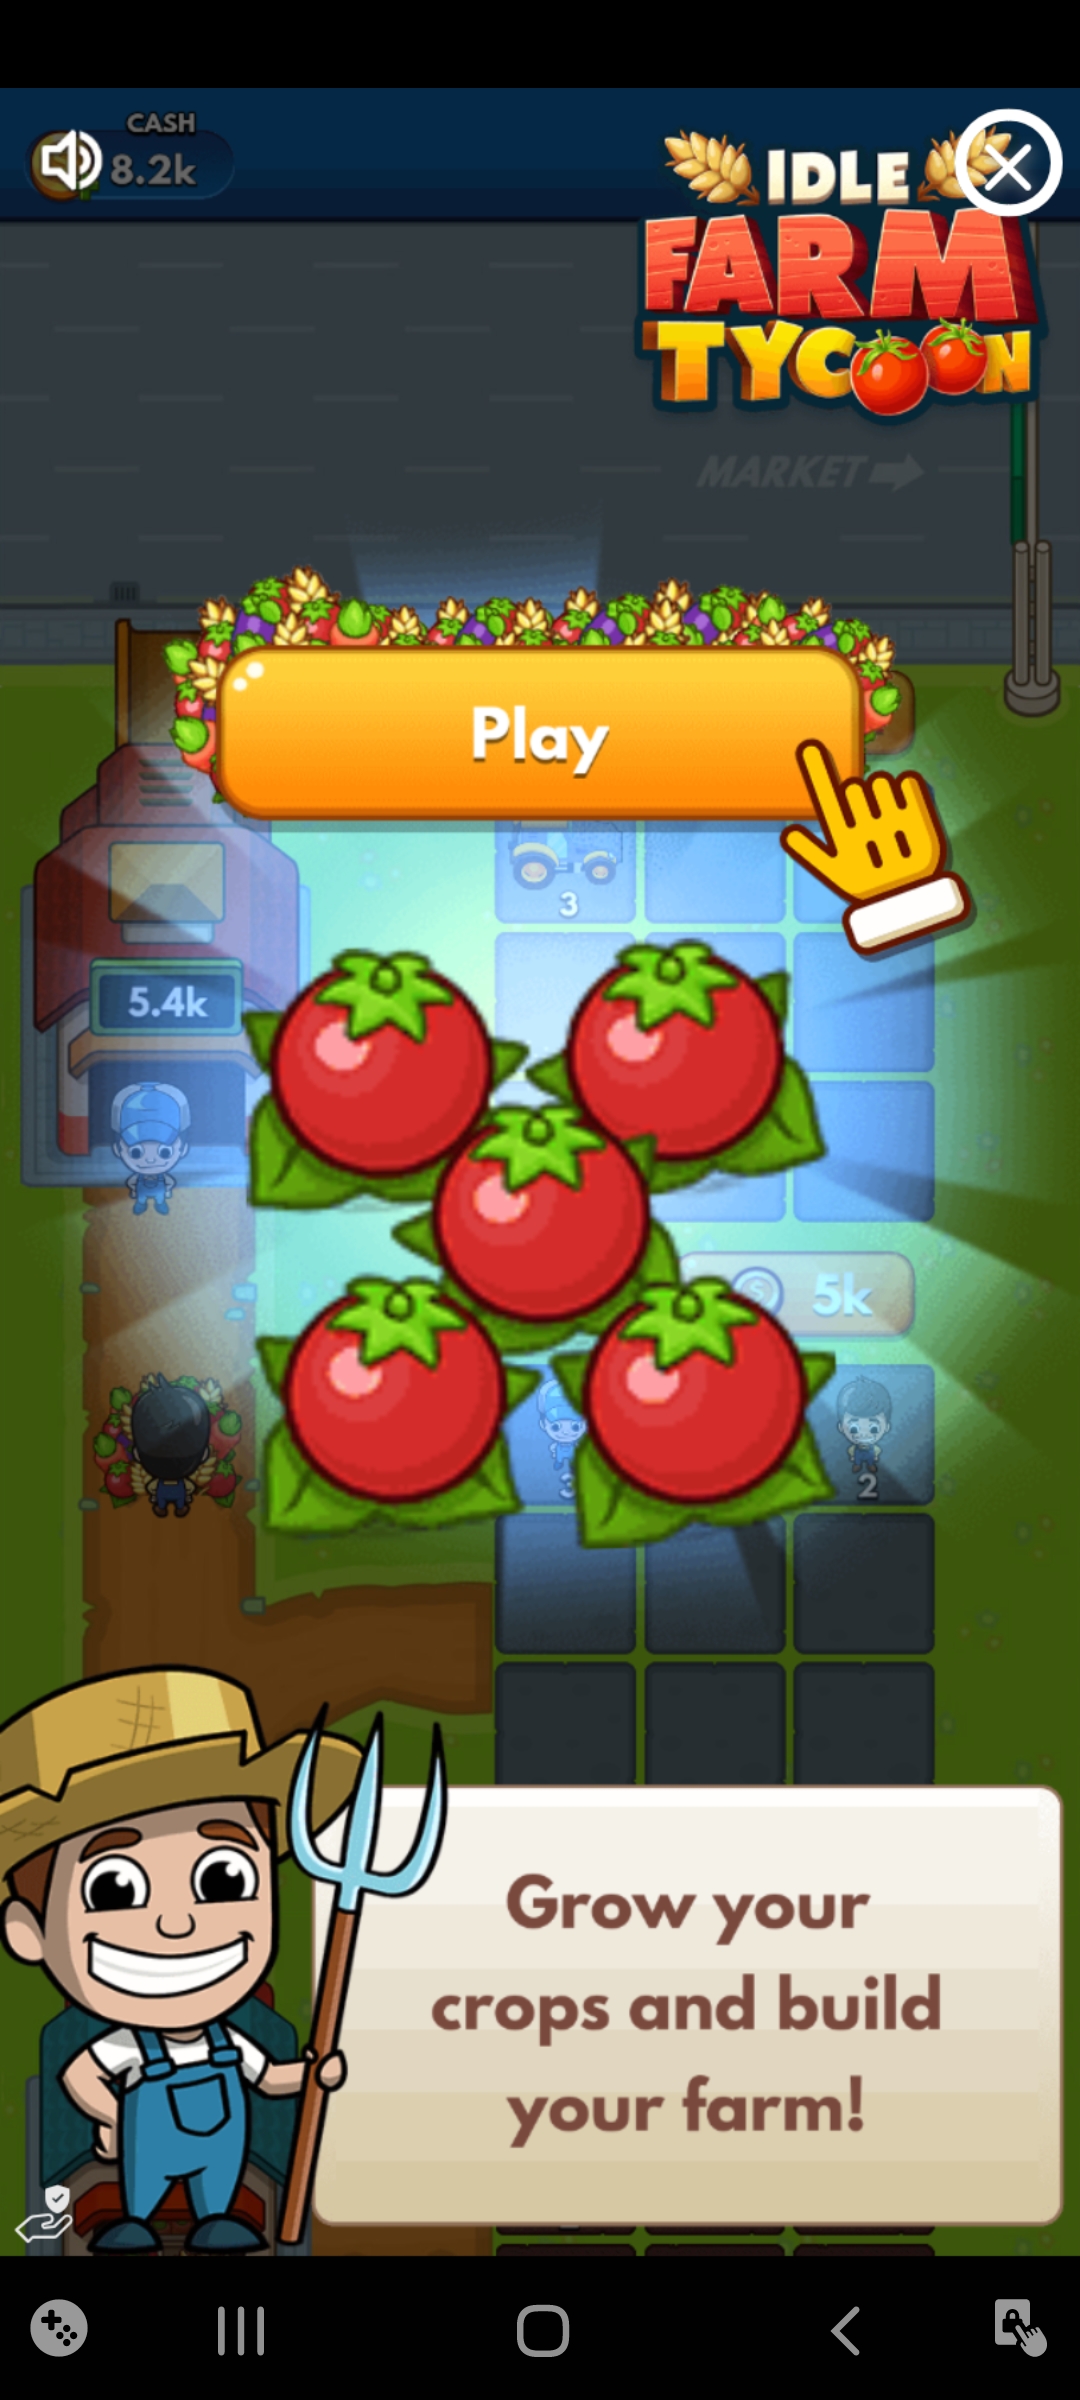 CASH
8.2k
IDLE
FARM
TYCOON
MARKET
Play
3
5.4k
5k
3
2
Grow your
crops and build
your farm!